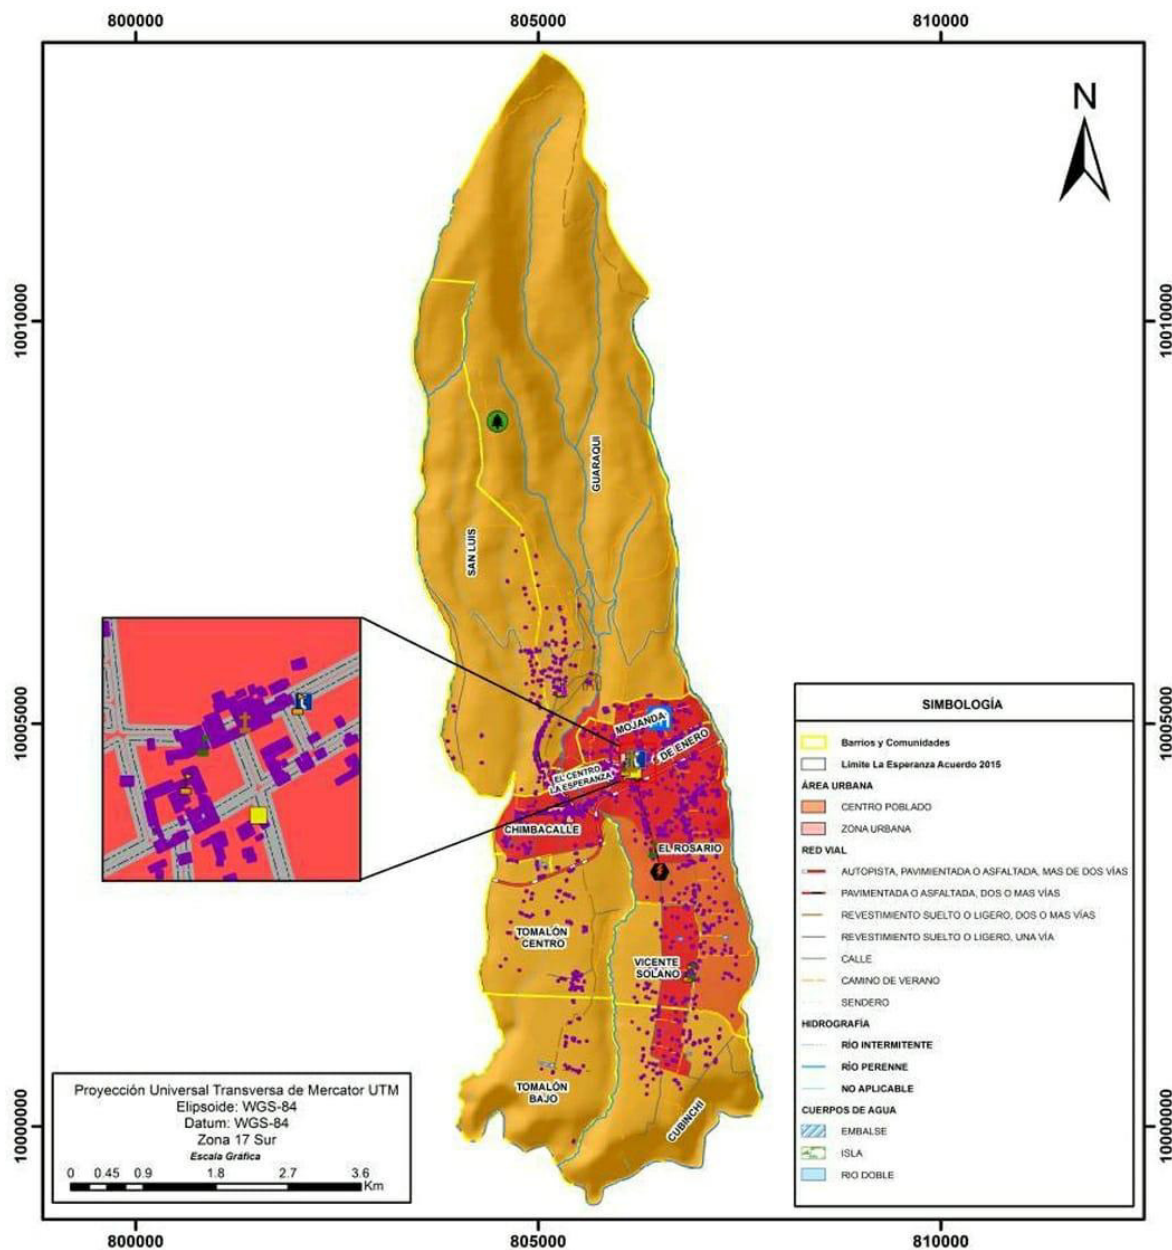 800000
805000
810000
N
10010000
10010000
GUARAQUI
SAN LUIS
10005000
10005000
MOJANDA
DE ENERO
EL CENTRO
LA ESPERANZA
CHIMBACALLE
EL ROSARIO
TOMALÓN
CENTRO
VICENTE
SOLANO
TOMALÓN
BAJO
CUBINCHI
10000000
10000000
SIMBOLOGÍA
Barrios y Comunidades
Límite La Esperanza Acuerdo 2015
ÁREA URBANA
CENTRO POBLADO
ZONA URBANA
RED VIAL
AUTOPISTA, PAVIMIENTADA O ASFALTADA, MAS DE DOS VÍAS
PAVIMENTADA O ASFALTADA, DOS O MAS VÍAS
REVESTIMIENTO SUELTO O LIGERO, DOS O MAS VÍAS
REVESTIMIENTO SUELTO O LIGERO, UNA VÍA
CALLE
CAMINO DE VERANO
SENDERO
HIDROGRAFÍA
RÍO INTERMITENTE
RÍO PERENNE
NO APLICABLE
CUERPOS DE AGUA
EMBALSE
ISLA
RIO DOBLE
Proyección Universal Transversa de Mercator UTM
Elipsoide: WGS-84
Datum: WGS-84
Zona 17 Sur
Escala Gráfica
0 0.45 0.9 1.8 2.7 3.6
Km
800000
805000
810000